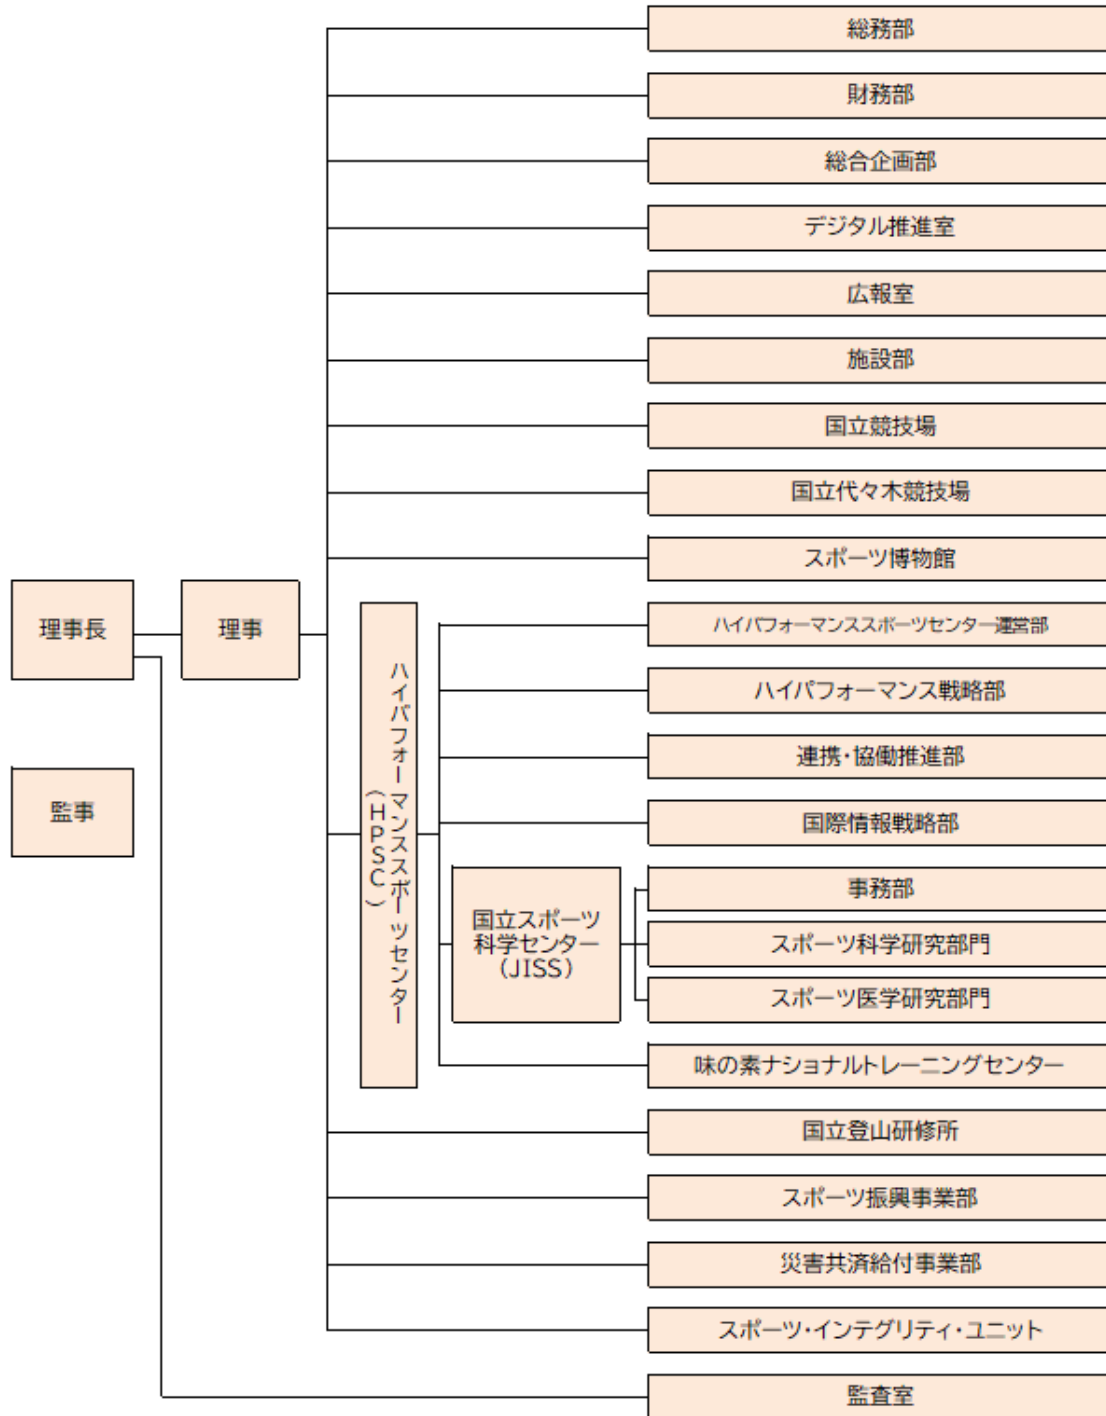 総務部
財務部
総合企画部
デジタル推進室
広報室
施設部
国立競技場
国立代々木競技場
スポーツ博物館
理事長
理事
監事
ハイパフォーマンススポーツセンター
(HPSC)
ハイパフォーマンススポーツセンター運営部
ハイパフォーマンス戦略部
連携・協働推進部
国際情報戦略部
国立スポーツ
科学センター
(JISS)
事務部
スポーツ科学研究部門
スポーツ医学研究部門
味の素ナショナルトレーニングセンター
国立登山研修所
スポーツ振興事業部
災害共済給付事業部
スポーツ・インテグリティ・ユニット
監査室